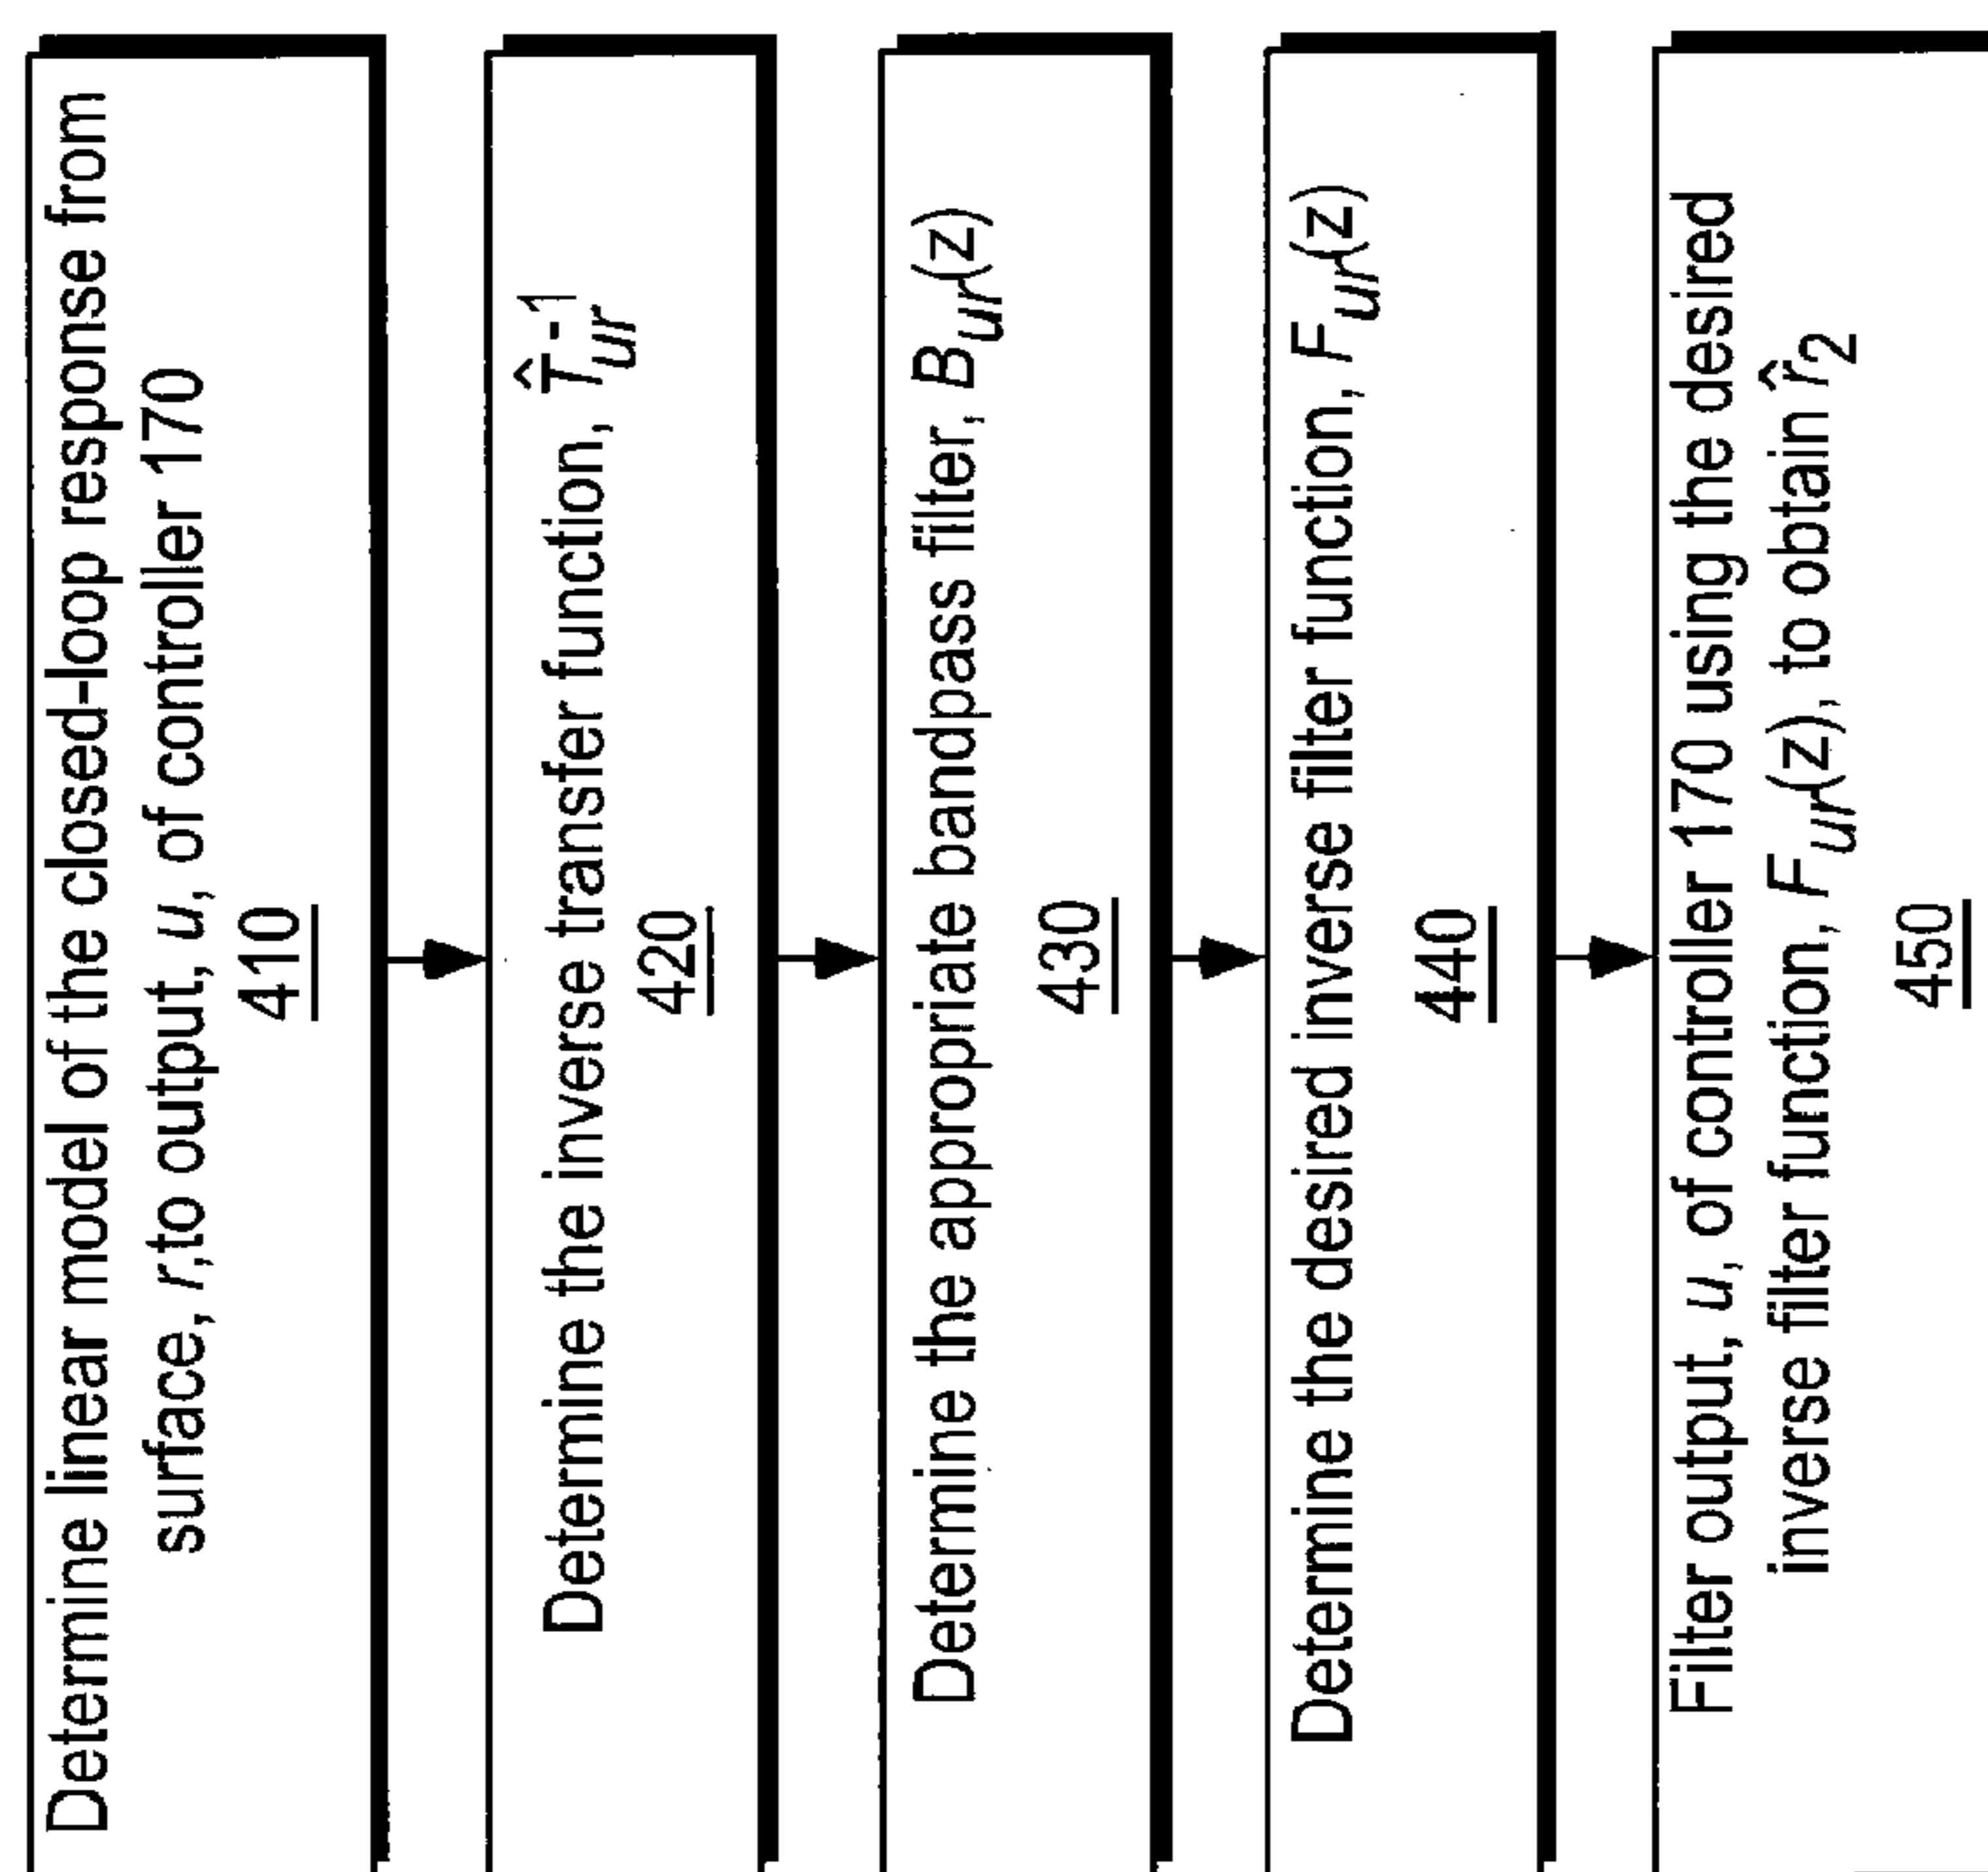 Determine linear model of the closed-loop response from
surface, r, to output, u, of controller 170
410
Determine the inverse transfer function, T̂ur⁻¹
420
Determine the appropriate bandpass filter, Bur(z)
430
Determine the desired inverse filter function, Fur(z)
440
Filter output, u, of controller 170 using the desired
inverse filter function, Fur(z), to obtain r̂2
450